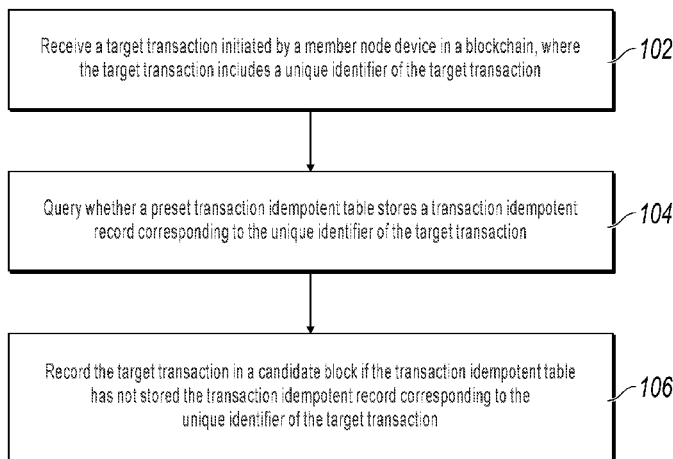 Receive a target transaction initiated by a member node device in a blockchain, where
the target transaction includes a unique identifier of the target transaction
102
Query whether a preset transaction idempotent table stores a transaction idempotent
record corresponding to the unique identifier of the target transaction
104
Record the target transaction in a candidate block if the transaction idempotent table
has not stored the transaction idempotent record corresponding to the
unique identifier of the target transaction
106